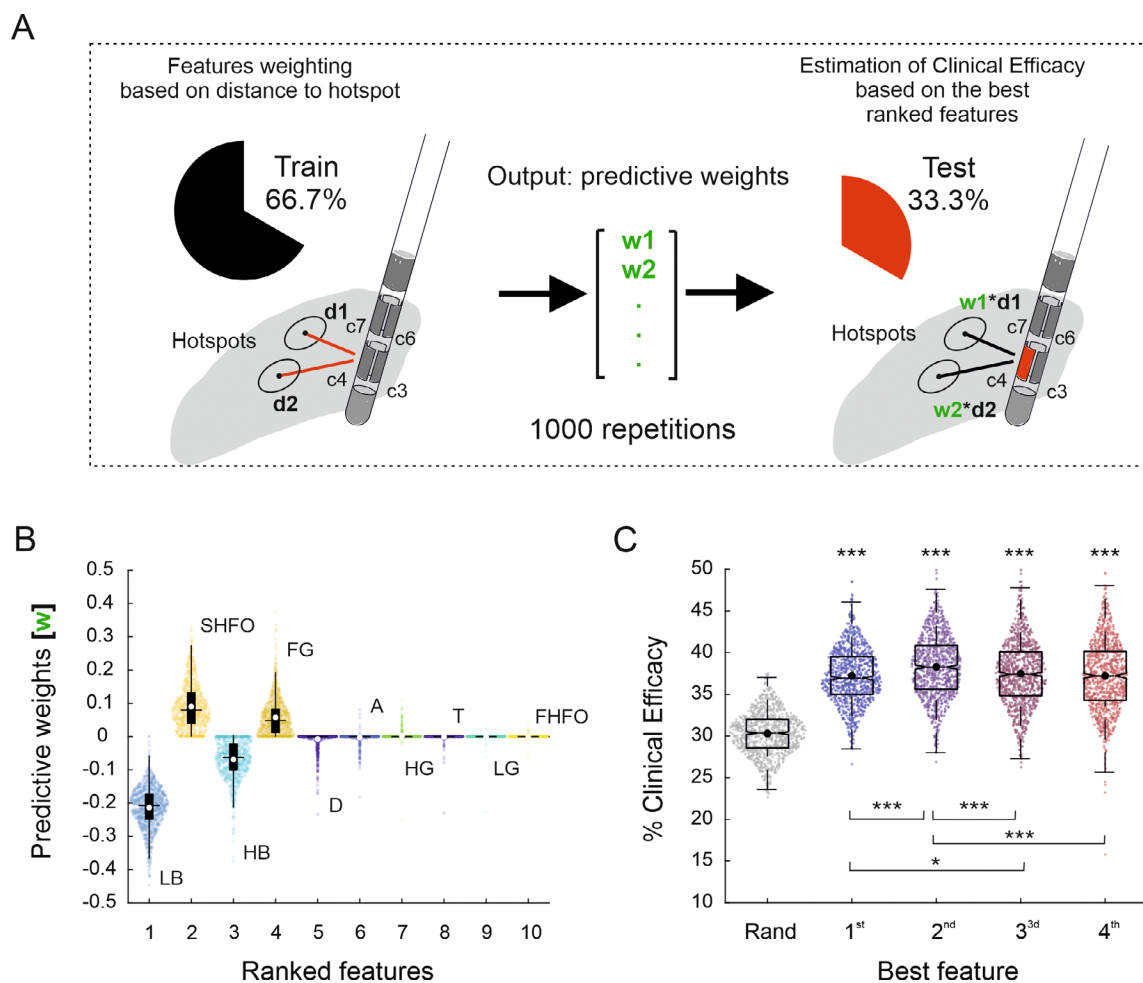 A
Features weighting
based on distance to hotspot
Train
66.7%
d1
c7
c6
Hotspots
c4
c3
d2
Output: predictive weights
w1
w2
.
.
.
1000 repetitions
Estimation of Clinical Efficacy
based on the best
ranked features
Test
33.3%
w1*d1
c7
c6
Hotspots
c4
c3
w2*d2
B
Predictive weights [w]
0.5
0.4
0.3
0.2
0.1
0
-0.1
-0.2
-0.3
-0.4
-0.5
SHFO
FG
A
T
FHFO
HG
LG
D
HB
LB
1 2 3 4 5 6 7 8 9 10
Ranked features
C
% Clinical Efficacy
50
45
40
35
30
25
20
15
10
*** *** *** ***
*** ***
***
*
Rand 1st 2nd 33d 4th
Best feature